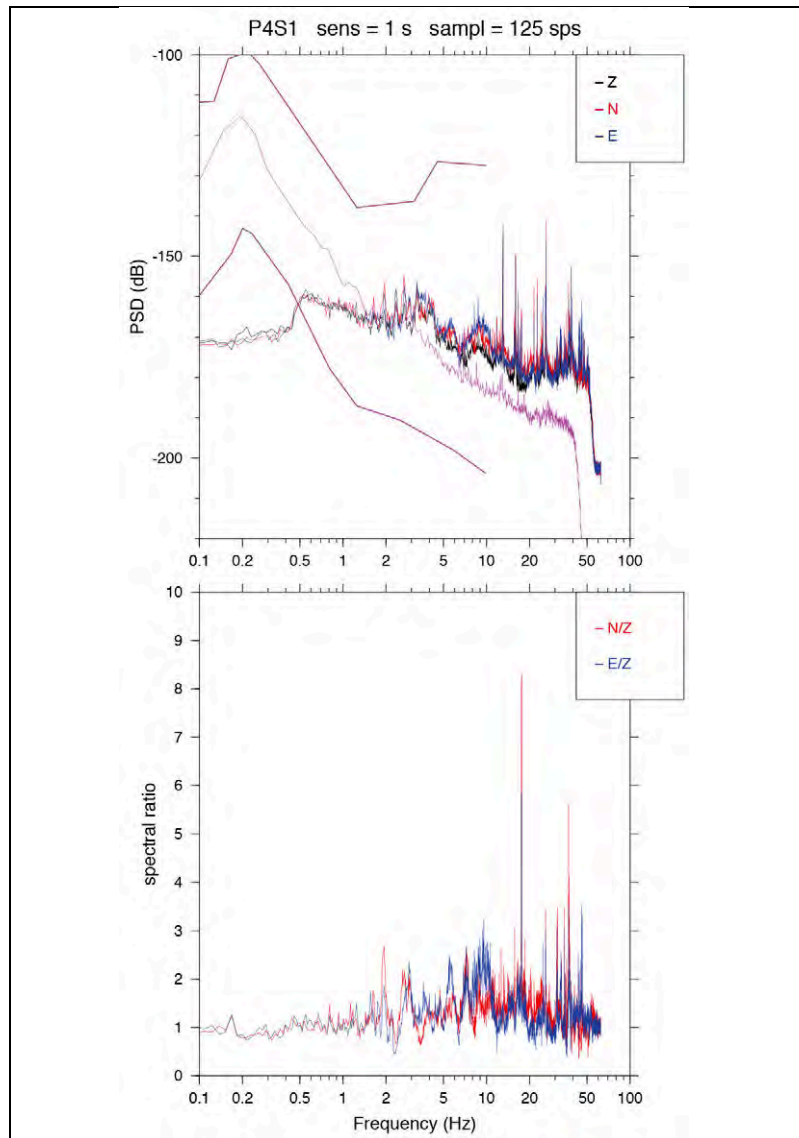 P4S1 sens = 1 s sampl = 125 sps
-100
-150
-200
PSD (dB)
Z
N
E
0.1 0.2 0.5 1 2 5 10 20 50 100
10
9
8
7
6
5
4
3
2
1
0
spectral ratio
N/Z
E/Z
0.1 0.2 0.5 1 2 5 10 20 50 100
Frequency (Hz)